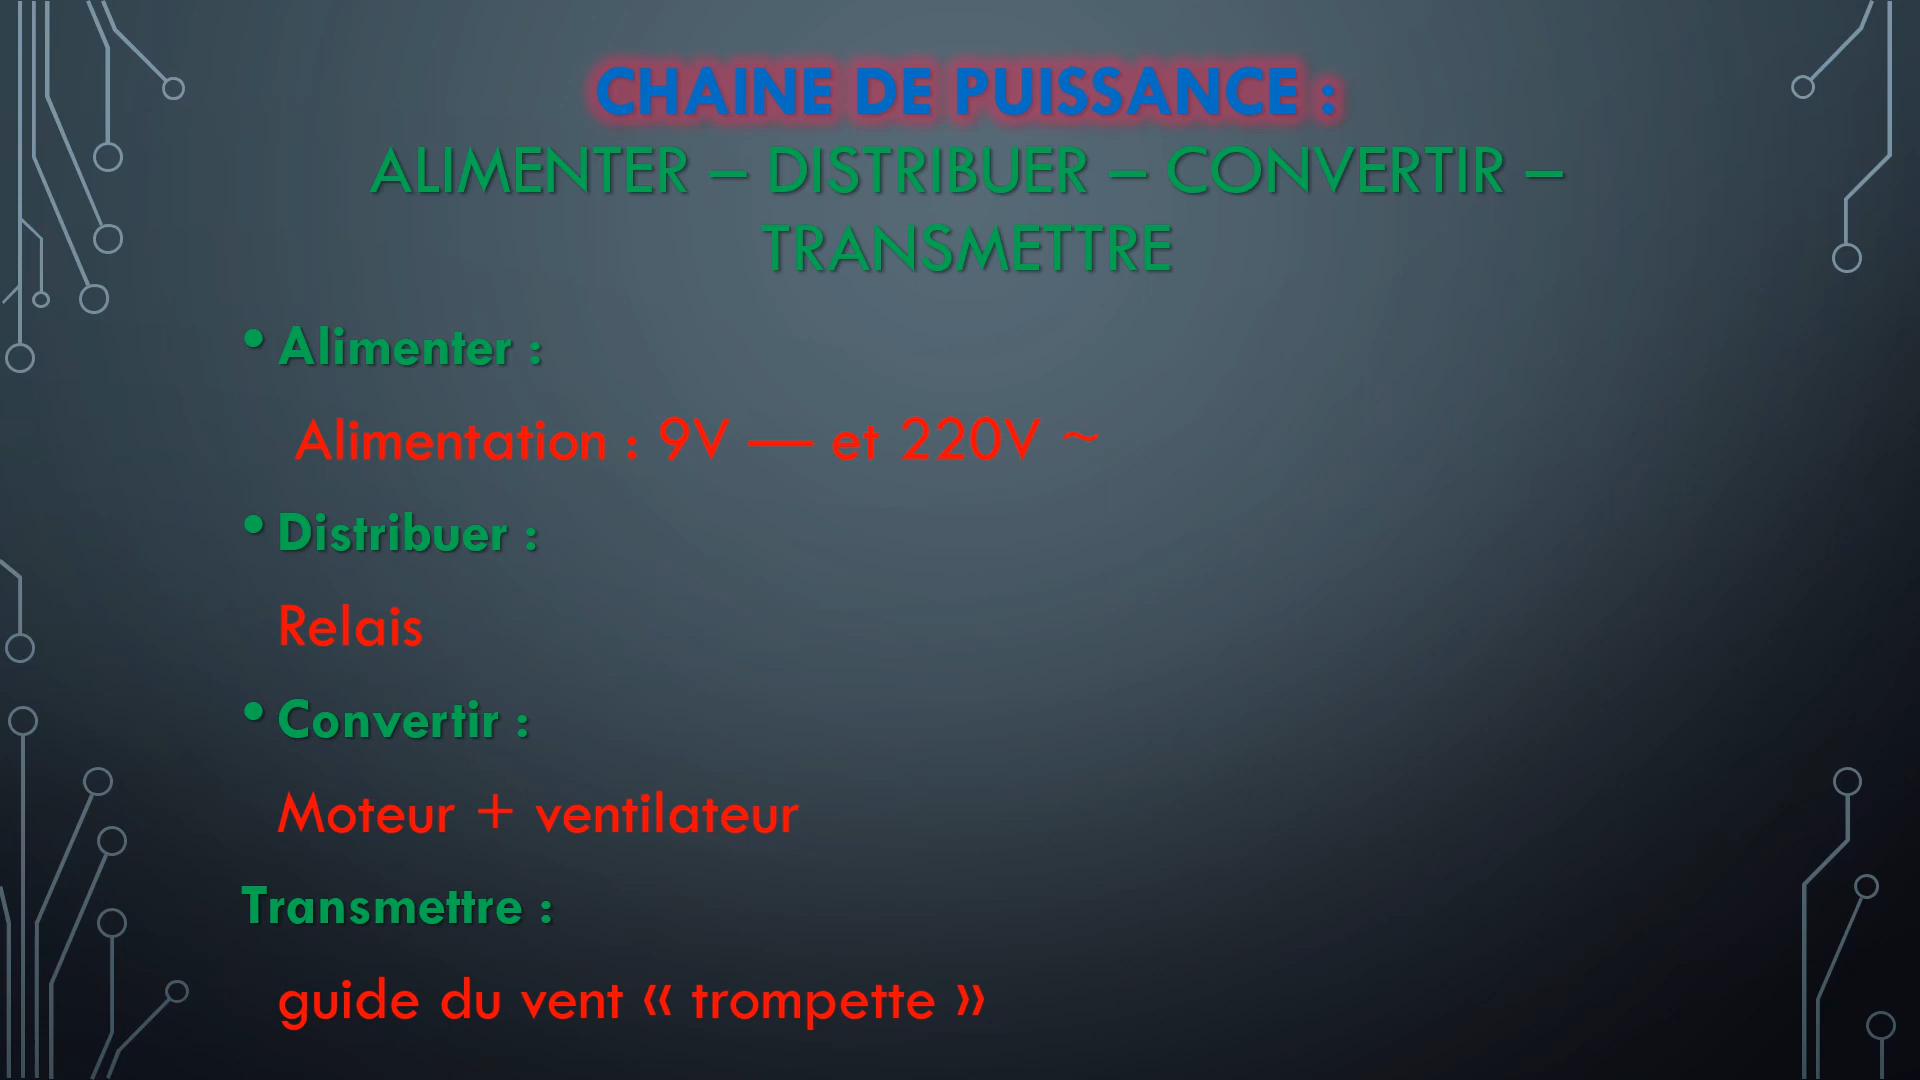 CHAINE DE PUISSANCE :
ALIMENTER – DISTRIBUER – CONVERTIR –
TRANSMETTRE
• Alimenter :
Alimentation : 9V — et 220V ~
• Distribuer :
Relais
• Convertir :
Moteur + ventilateur
Transmettre :
guide du vent « trompette »